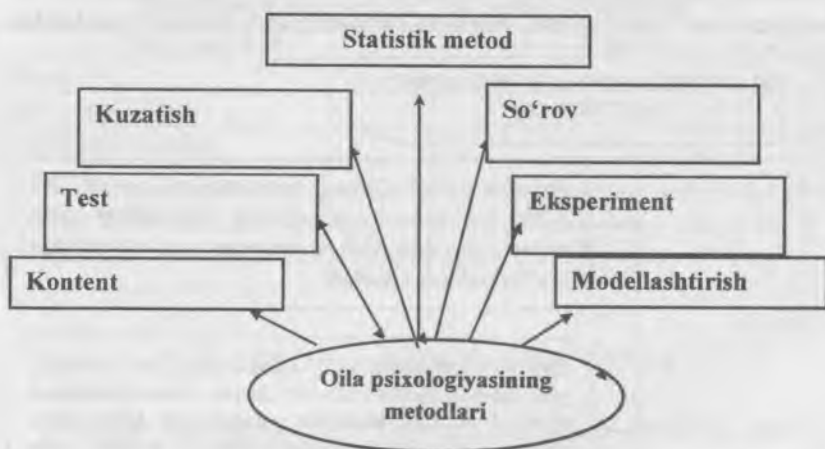 Statistik metod
Kuzatish
So‘rov
Test
Eksperiment
Kontent
Modellashtirish
Oila psixologiyasining
metodlari